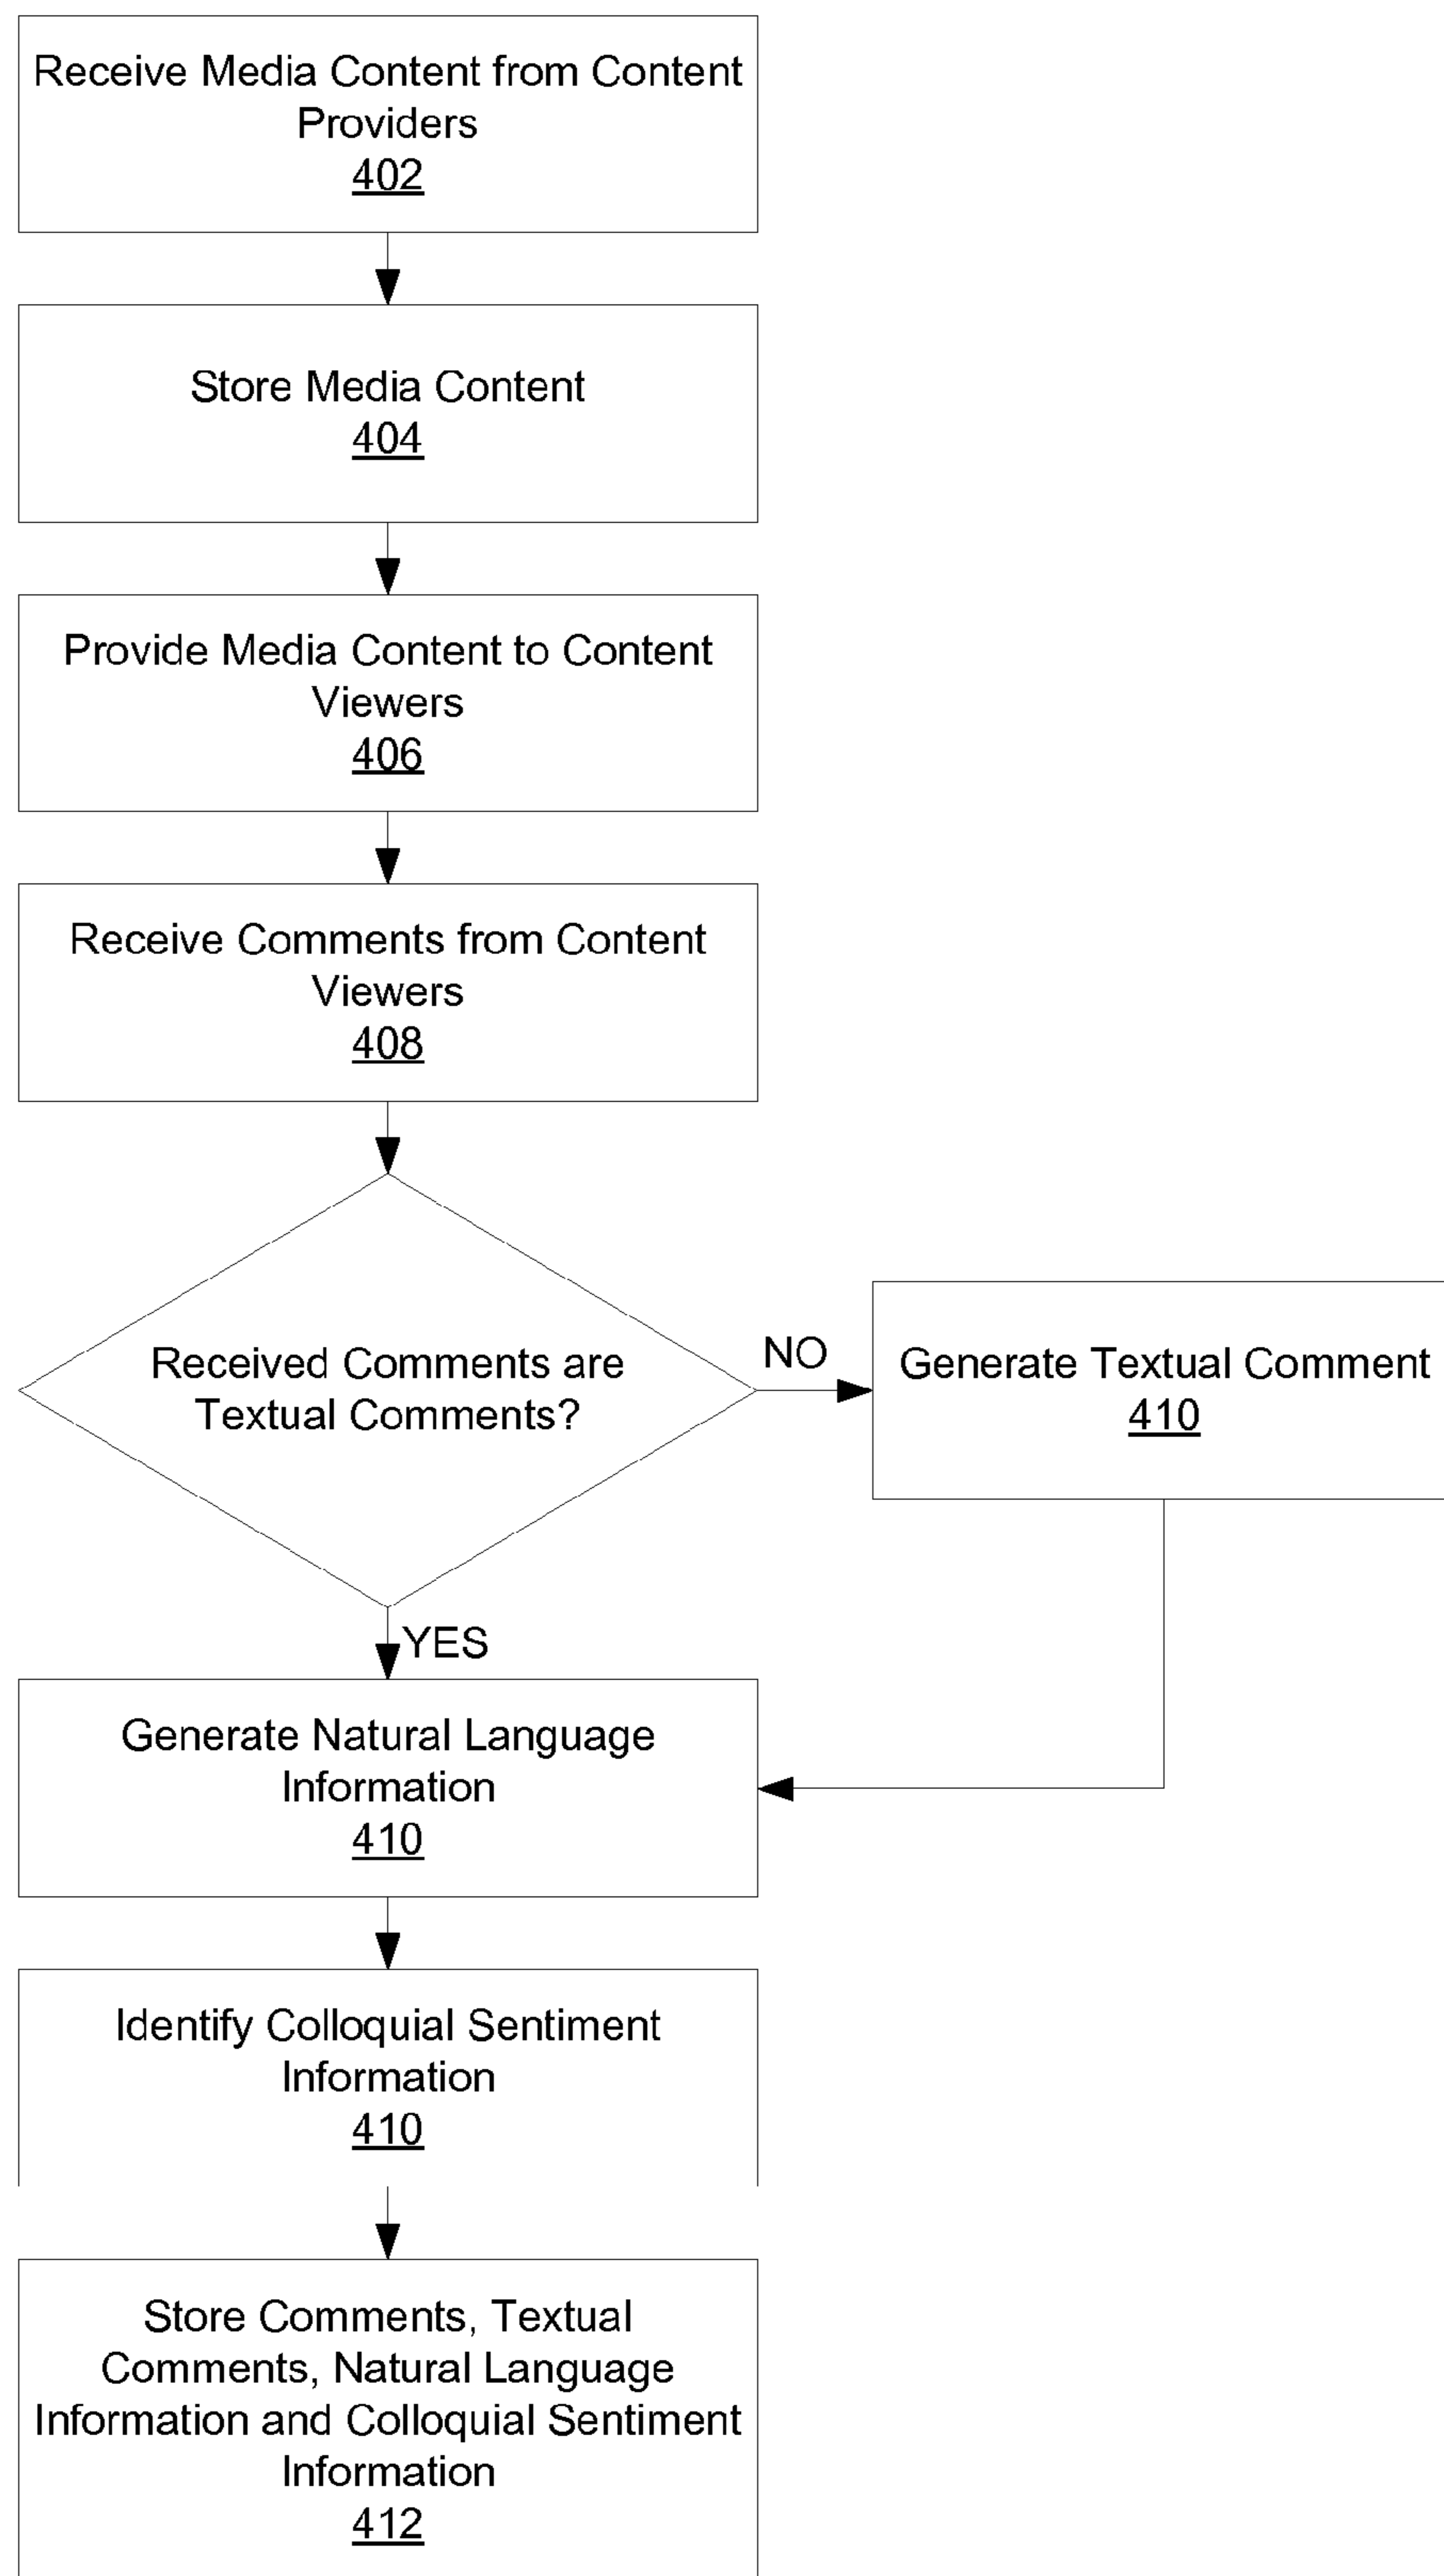 Receive Media Content from Content
Providers
402
Store Media Content
404
Provide Media Content to Content
Viewers
406
Receive Comments from Content
Viewers
408
Received Comments are
Textual Comments?
NO
Generate Textual Comment
410
YES
Generate Natural Language
Information
410
Identify Colloquial Sentiment
Information
410
Store Comments, Textual
Comments, Natural Language
Information and Colloquial Sentiment
Information
412